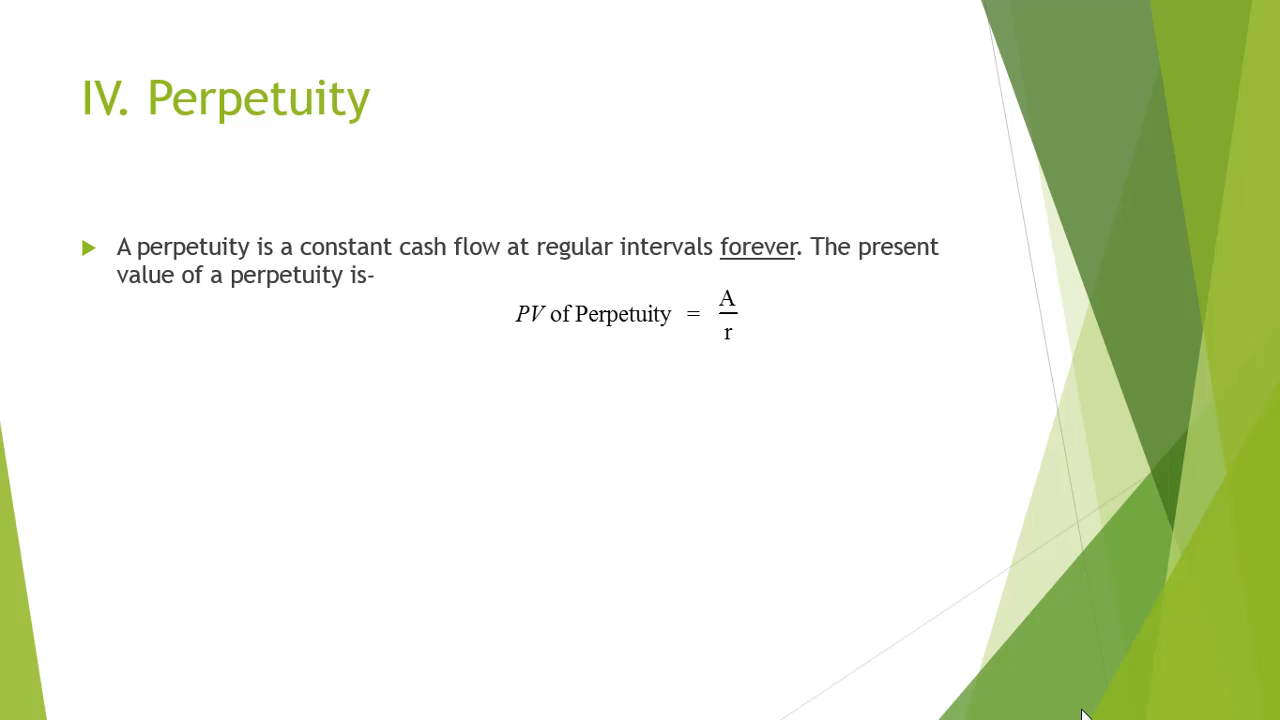 IV. Perpetuity
A perpetuity is a constant cash flow at regular intervals forever. The present
value of a perpetuity is-
PV of Perpetuity = A
r